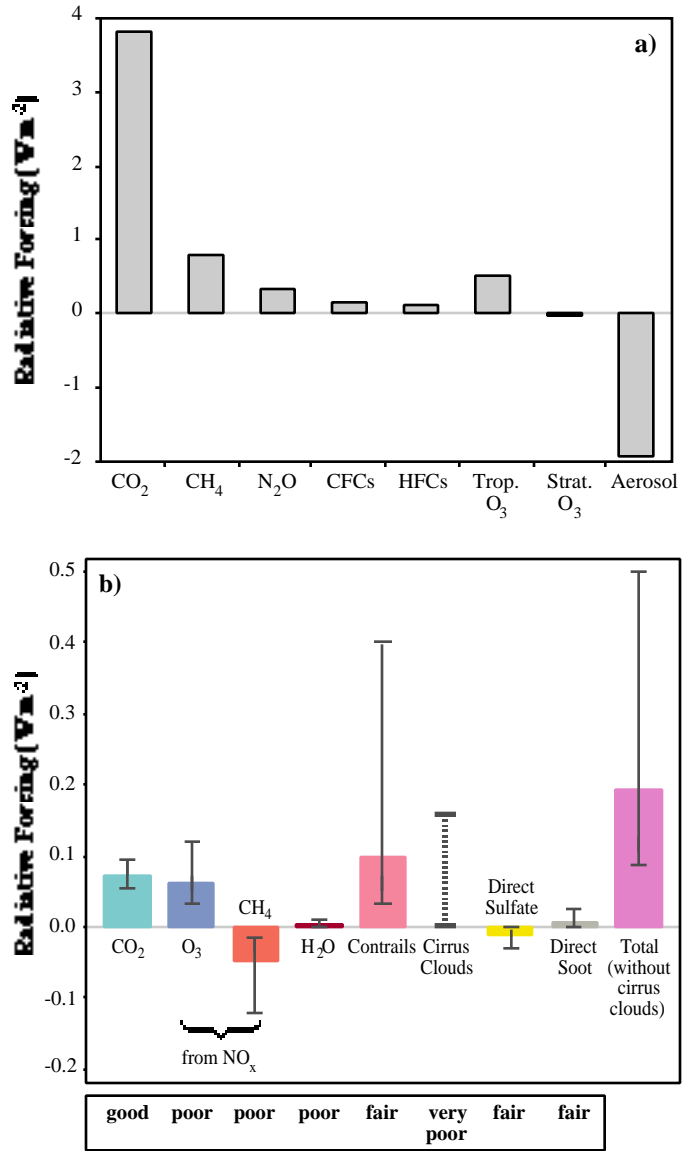 a)
Radiative Forcing (Wm-2)
4
3
2
1
0
-1
-2
CO2 CH4 N2O CFCs HFCs Trop. O3 Strat. O3 Aerosol
b)
Radiative Forcing (Wm-2)
0.5
0.4
0.3
0.2
0.1
0.0
-0.1
-0.2
CO2
O3
CH4
from NOx
H2O
Contrails
Cirrus
Clouds
Direct
Sulfate
Direct
Soot
Total
(without
cirrus
clouds)
good poor poor poor fair very poor fair fair